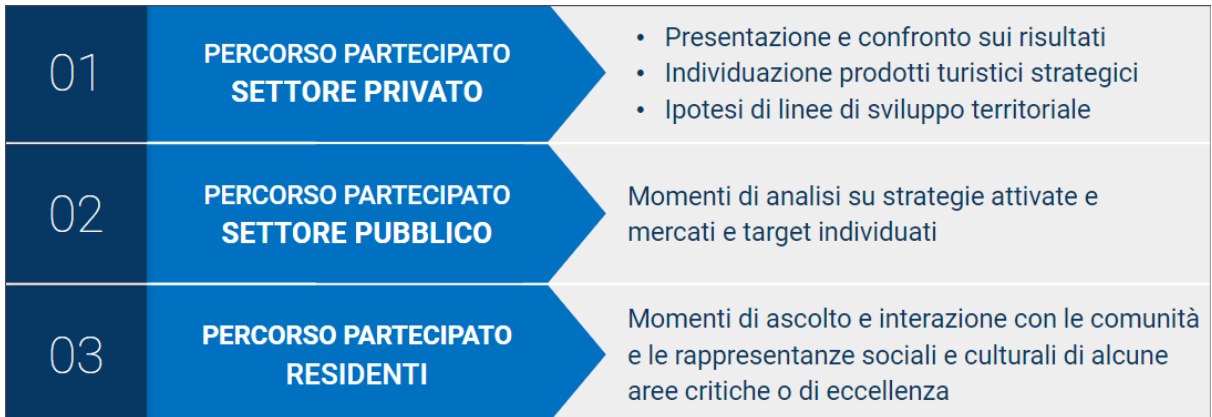 01
PERCORSO PARTECIPATO
SETTORE PRIVATO
• Presentazione e confronto sui risultati
• Individuazione prodotti turistici strategici
• Ipotesi di linee di sviluppo territoriale
02
PERCORSO PARTECIPATO
SETTORE PUBBLICO
Momenti di analisi su strategie attivate e
mercati e target individuati
03
PERCORSO PARTECIPATO
RESIDENTI
Momenti di ascolto e interazione con le comunità
e le rappresentanze sociali e culturali di alcune
aree critiche o di eccellenza